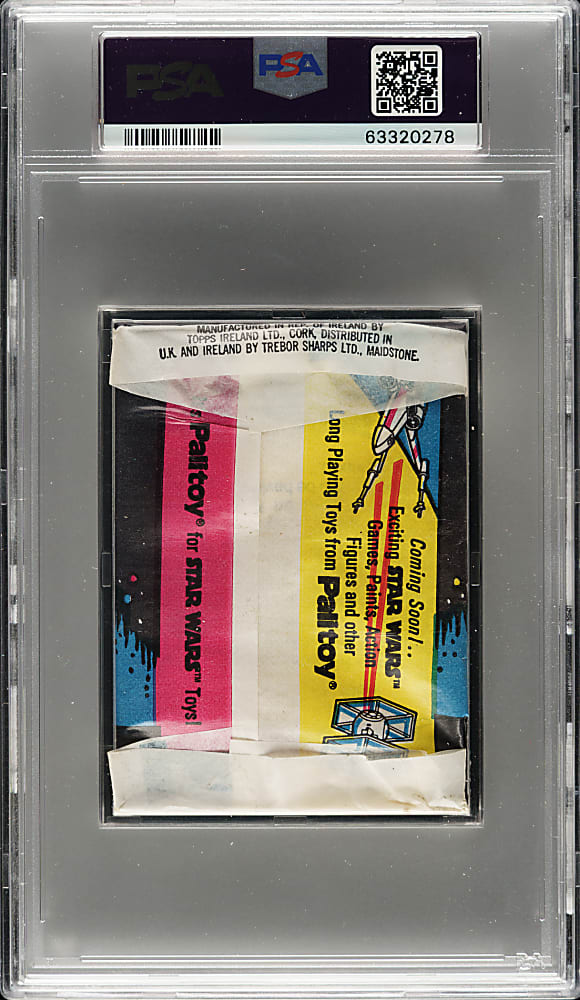 PSA
PSA
63320278
MANUFACTURED IN REP. OF IRELAND BY
TOPPS IRELAND LTD., CORK, DISTRIBUTED IN
U.K. AND IRELAND BY TREBOR SHARPS LTD., MAIDSTONE.
Coming Soon!..
Exciting STAR WARS™
Games, Paints, Action
Figures and other
Long Playing Toys from Palitoy®
Palitoy® for STAR WARS™ Toys!